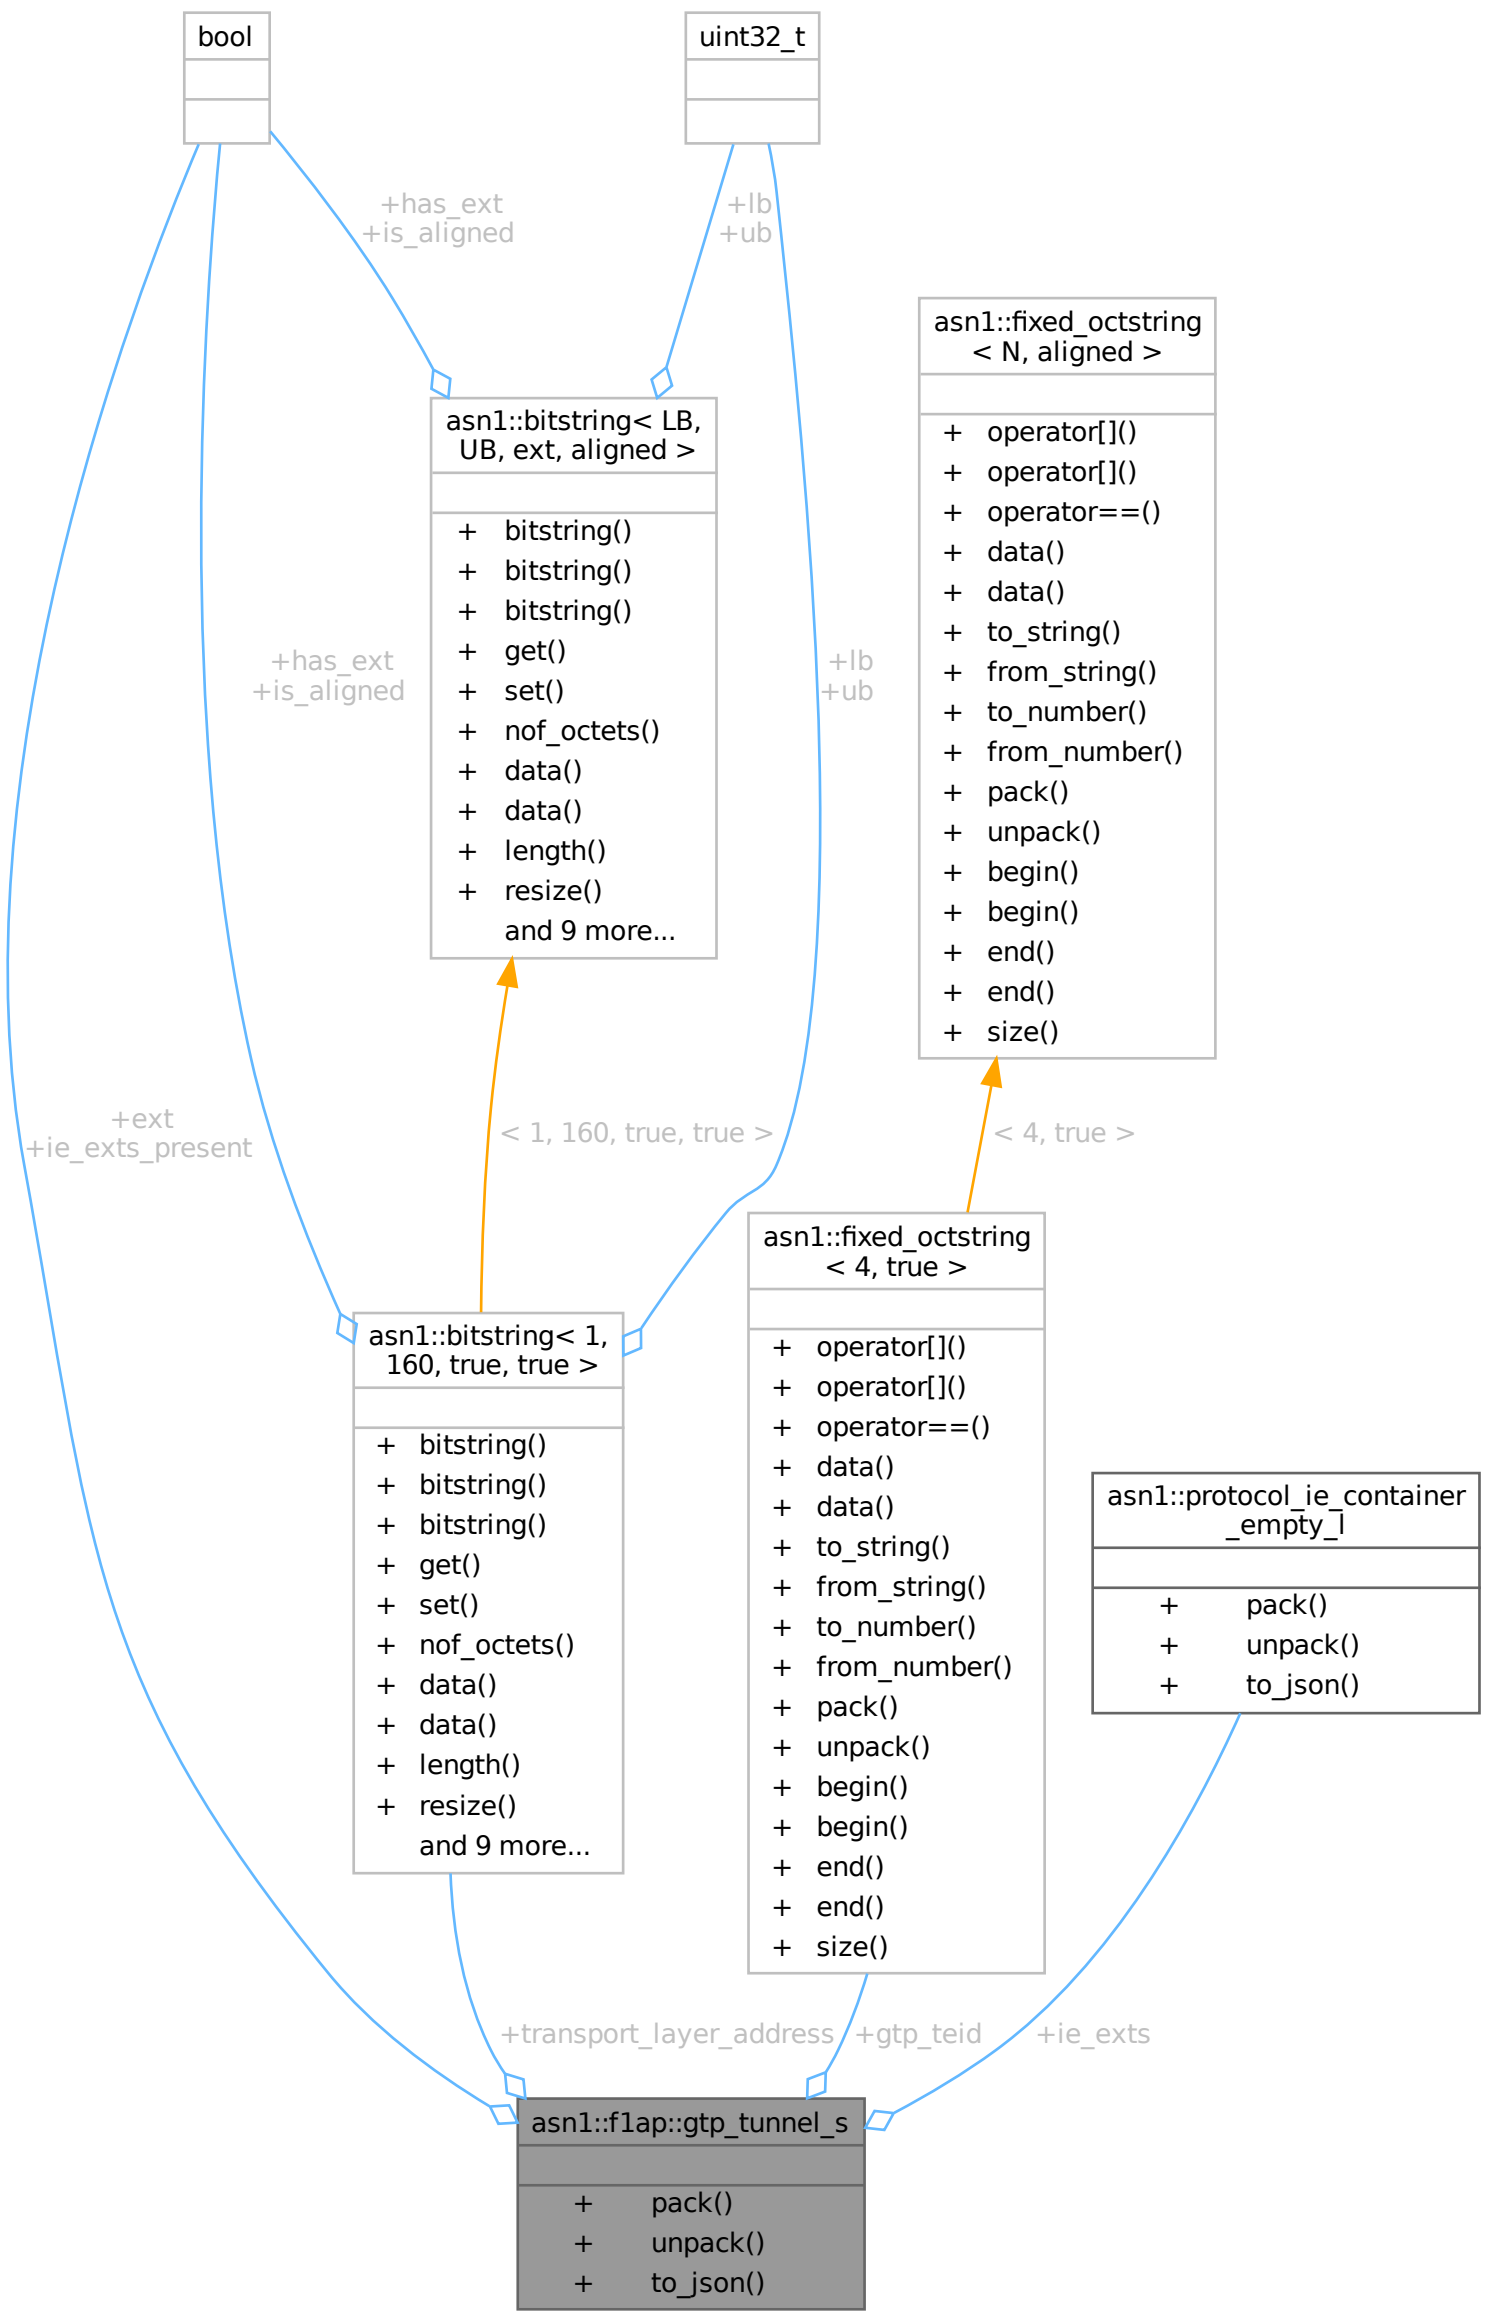 bool
uint32_t
+has_ext
+is_aligned
+lb
+ub
asn1::fixed_octstring
< N, aligned >
+ operator[]()
+ operator[]()
+ operator==()
+ data()
+ data()
+ to_string()
+ from_string()
+ to_number()
+ from_number()
+ pack()
+ unpack()
+ begin()
+ begin()
+ end()
+ end()
+ size()
asn1::bitstring< LB,
UB, ext, aligned >
+ bitstring()
+ bitstring()
+ bitstring()
+ get()
+ set()
+ nof_octets()
+ data()
+ data()
+ length()
+ resize()
and 9 more...
+has_ext
+is_aligned
+lb
+ub
+ext
+ie_exts_present
< 1, 160, true, true >
< 4, true >
asn1::bitstring< 1,
160, true, true >
+ bitstring()
+ bitstring()
+ bitstring()
+ get()
+ set()
+ nof_octets()
+ data()
+ data()
+ length()
+ resize()
and 9 more...
asn1::fixed_octstring
< 4, true >
+ operator[]()
+ operator[]()
+ operator==()
+ data()
+ data()
+ to_string()
+ from_string()
+ to_number()
+ from_number()
+ pack()
+ unpack()
+ begin()
+ begin()
+ end()
+ end()
+ size()
asn1::protocol_ie_container
_empty_l
+ pack()
+ unpack()
+ to_json()
+transport_layer_address
+gtp_teid
+ie_exts
asn1::f1ap::gtp_tunnel_s
+ pack()
+ unpack()
+ to_json()